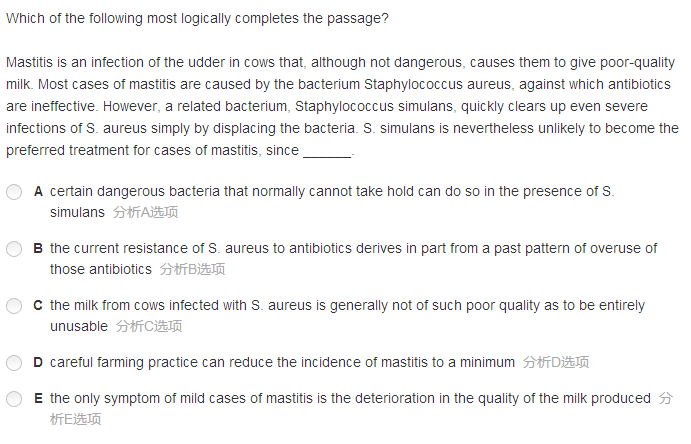 Which of the following most logically completes the passage?
Mastitis is an infection of the udder in cows that, although not dangerous, causes them to give poor-quality
milk. Most cases of mastitis are caused by the bacterium Staphylococcus aureus, against which antibiotics
are ineffective. However, a related bacterium, Staphylococcus simulans, quickly clears up even severe
infections of S. aureus simply by displacing the bacteria. S. simulans is nevertheless unlikely to become the
preferred treatment for cases of mastitis, since ______.
A certain dangerous bacteria that normally cannot take hold can do so in the presence of S.
simulans 分析A选项
B the current resistance of S. aureus to antibiotics derives in part from a past pattern of overuse of
those antibiotics 分析B选项
C the milk from cows infected with S. aureus is generally not of such poor quality as to be entirely
unusable 分析C选项
D careful farming practice can reduce the incidence of mastitis to a minimum 分析D选项
E the only symptom of mild cases of mastitis is the deterioration in the quality of the milk produced 分
析E选项